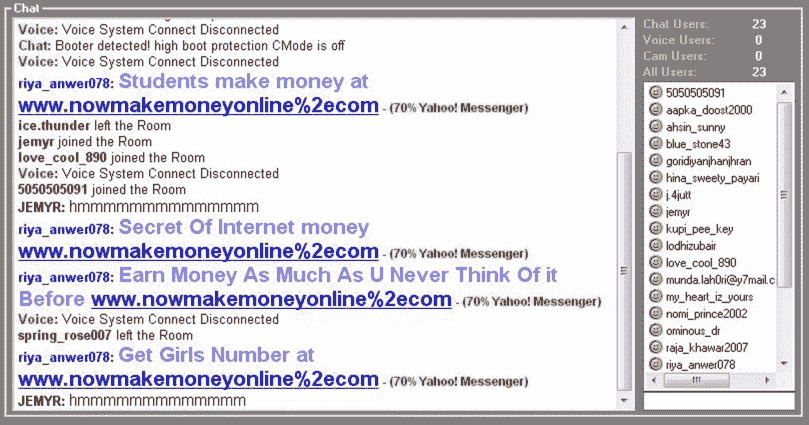 Chat
Voice: Voice System Connect Disconnected
Chat: Booter detected! high boot protection CMode is off
Voice: Voice System Connect Disconnected
riya_anwer078: Students make money at
www.nowmakemoneyonline%2ecom - (70% Yahoo! Messenger)
ice.thunder left the Room
jemyr joined the Room
love_cool_890 joined the Room
Voice: Voice System Connect Disconnected
5050505091 joined the Room
JEMYR: hmmmmmmmmmmmmmmm
riya_anwer078: Secret Of Internet money
www.nowmakemoneyonline%2ecom - (70% Yahoo! Messenger)
riya_anwer078: Earn Money As Much As U Never Think Of it
Before www.nowmakemoneyonline%2ecom - (70% Yahoo! Messenger)
Voice: Voice System Connect Disconnected
spring_rose007 left the Room
riya_anwer078: Get Girls Number at
www.nowmakemoneyonline%2ecom - (70% Yahoo! Messenger)
JEMYR: hmmmmmmmmmmmmmm
Chat Users: 23
Voice Users: 0
Cam Users: 0
All Users: 23
5050505091
aapka_doost2000
ahsin_sunny
blue_stone43
goridiyanjhanjhran
hina_sweety_payari
j.4jutt
jemyr
kupi_pee_key
lodhizubair
love_cool_890
munda.lah0ri@y7mail.c
my_heart_iz_yours
nomi_prince2002
ominous_dr
raja_khawar2007
riya_anwer078